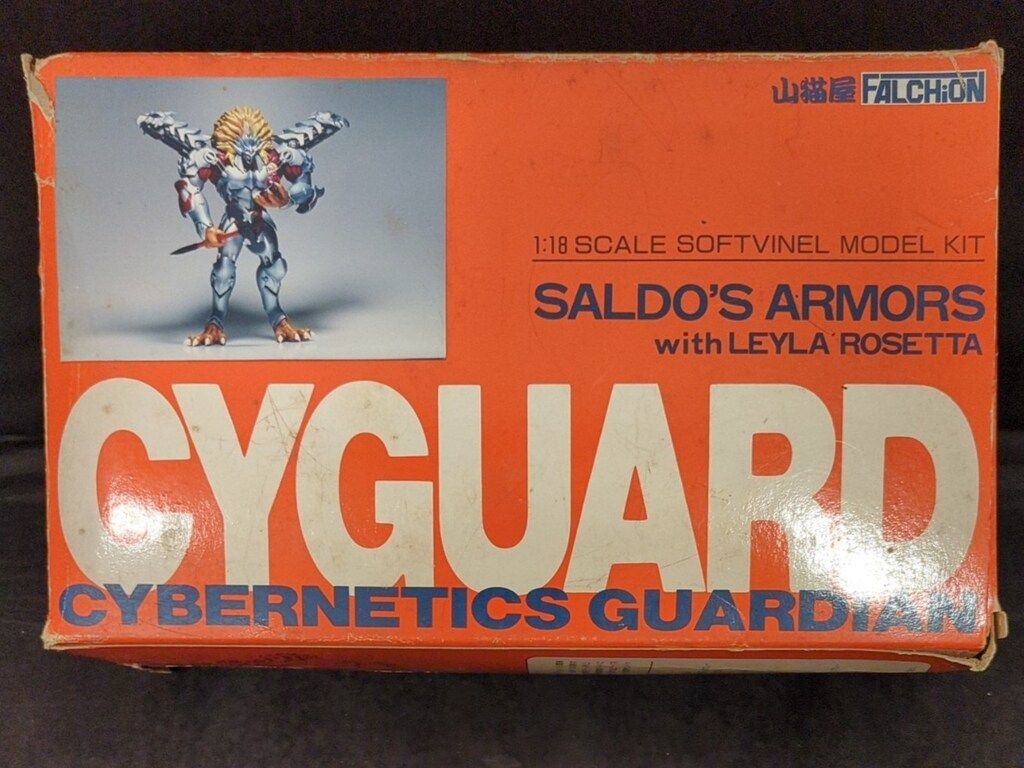 山猫屋 FALCHiON
1:18 SCALE SOFTVINEL MODEL KIT
SALDO'S ARMORS
with LEYLA ROSETTA
CYGUARD
CYBERNETICS GUARDIAN